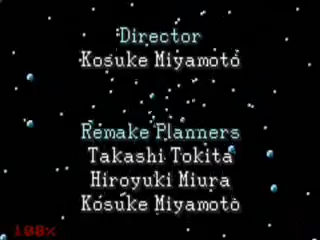 Director
Kosuke Miyamoto
Remake Planners
Takashi Tokita
Hiroyuki Miura
Kosuke Miyamoto
100%